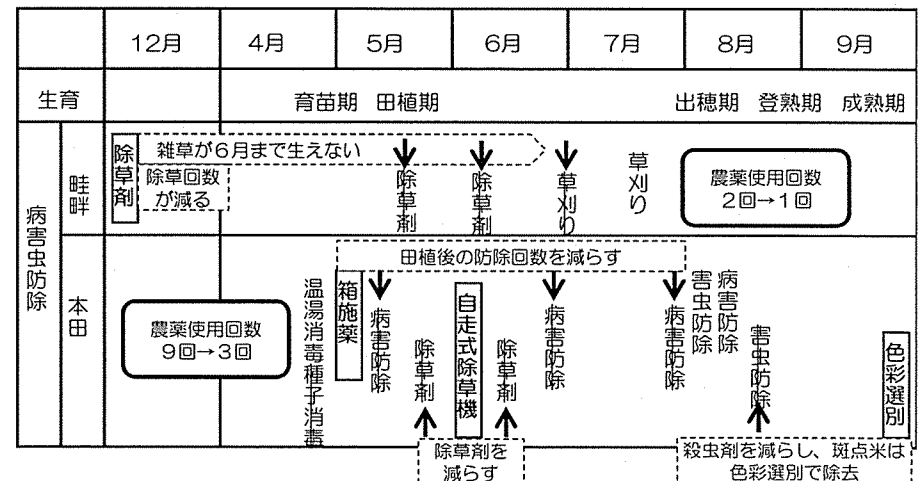 12月 4月 5月 6月 7月 8月 9月
生育 育苗期 田植期 出穂期 登熟期 成熟期
病害虫防除
畦畔
除草剤
雑草が6月まで生えない
除草回数
が減る
除草剤
除草剤
草刈り
草刈り
農薬使用回数
2回→1回
本田
田植後の防除回数を減らす
農薬使用回数
9回→3回
温湯消毒種子消毒
箱施薬
病害防除
除草剤
自走式除草機
除草剤
病害防除
病害防除
害虫防除
病害防除
害虫防除
色彩選別
除草剤を
減らす
殺虫剤を減らし、斑点米は
色彩選別で除去